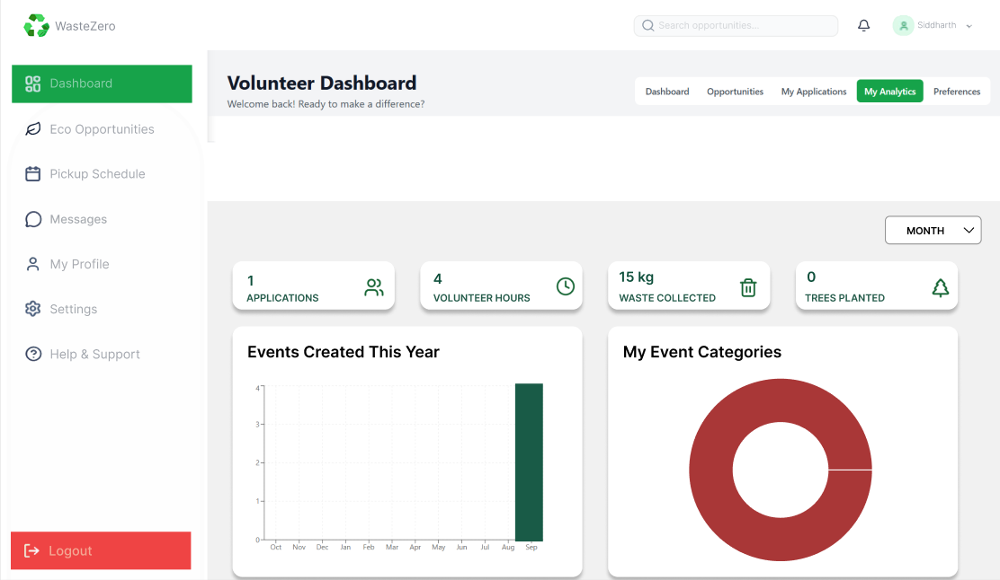 WasteZero
Search opportunities...
Siddharth
Dashboard
Eco Opportunities
Pickup Schedule
Messages
My Profile
Settings
Help & Support
Logout
Volunteer Dashboard
Welcome back! Ready to make a difference?
Dashboard Opportunities My Applications My Analytics Preferences
MONTH
1
APPLICATIONS
4
VOLUNTEER HOURS
15 kg
WASTE COLLECTED
0
TREES PLANTED
Events Created This Year
4
3
2
1
0
Oct Nov Dec Jan Feb Mar Apr May Jun Jul Aug Sep
My Event Categories